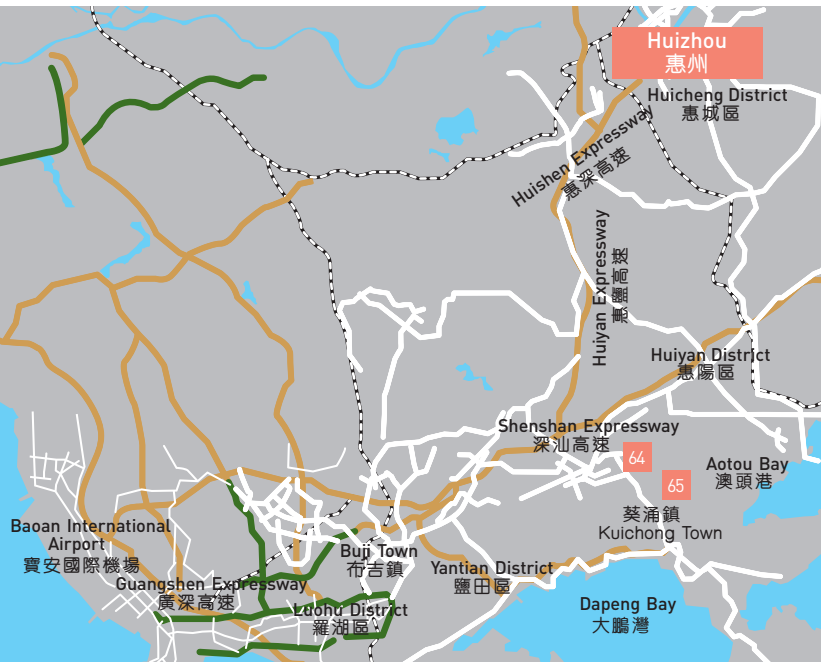 Huizhou
惠州
Huicheng District
惠城區
Huishen Expressway
惠深高速
Huiyan Expressway
惠鹽高速
Huiyan District
惠陽區
Shenshan Expressway
深汕高速
64
65
Aotou Bay
澳頭港
葵涌鎮
Kuichong Town
Baoan International
Airport
寶安國際機場
Buji Town
布吉鎮
Yantian District
鹽田區
Guangshen Expressway
廣深高速
Luohu District
羅湖區
Dapeng Bay
大鵬灣